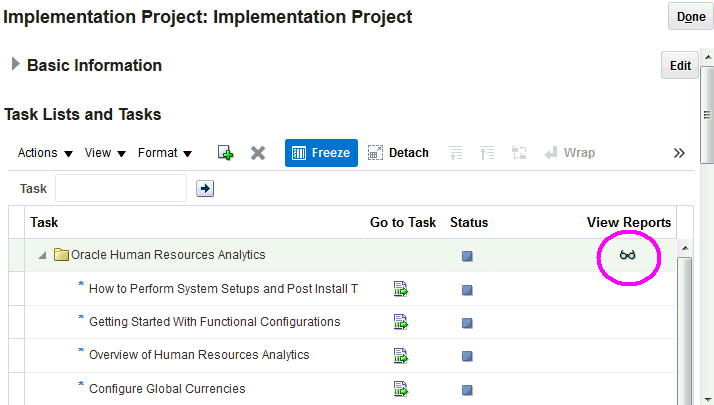 Implementation Project: Implementation Project
Done
Basic Information
Edit
Task Lists and Tasks
Actions View Format Freeze Detach Wrap »
Task
Task Go to Task Status View Reports
Oracle Human Resources Analytics
* How to Perform System Setups and Post Install T
* Getting Started With Functional Configurations
* Overview of Human Resources Analytics
* Configure Global Currencies